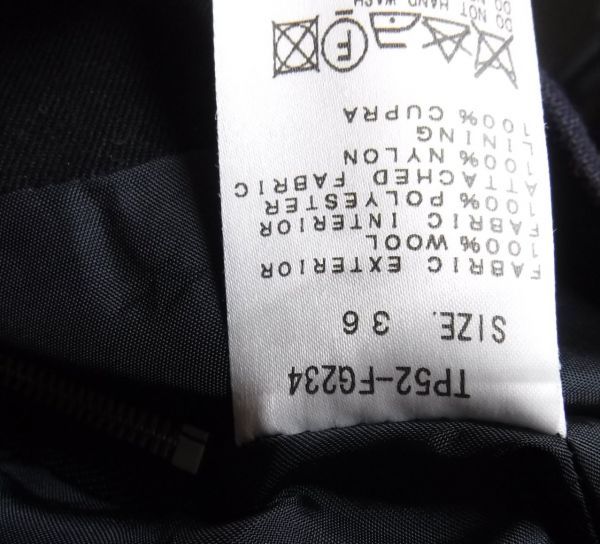 TP52-FG234
SIZE. 36
FABRIC EXTERIOR
100% WOOL
FABRIC INTERIOR
100% POLYESTER
ATTACHED FABRIC
100% NYLON
LINING
100% CUPRA
F
DO NOT HAND WASH